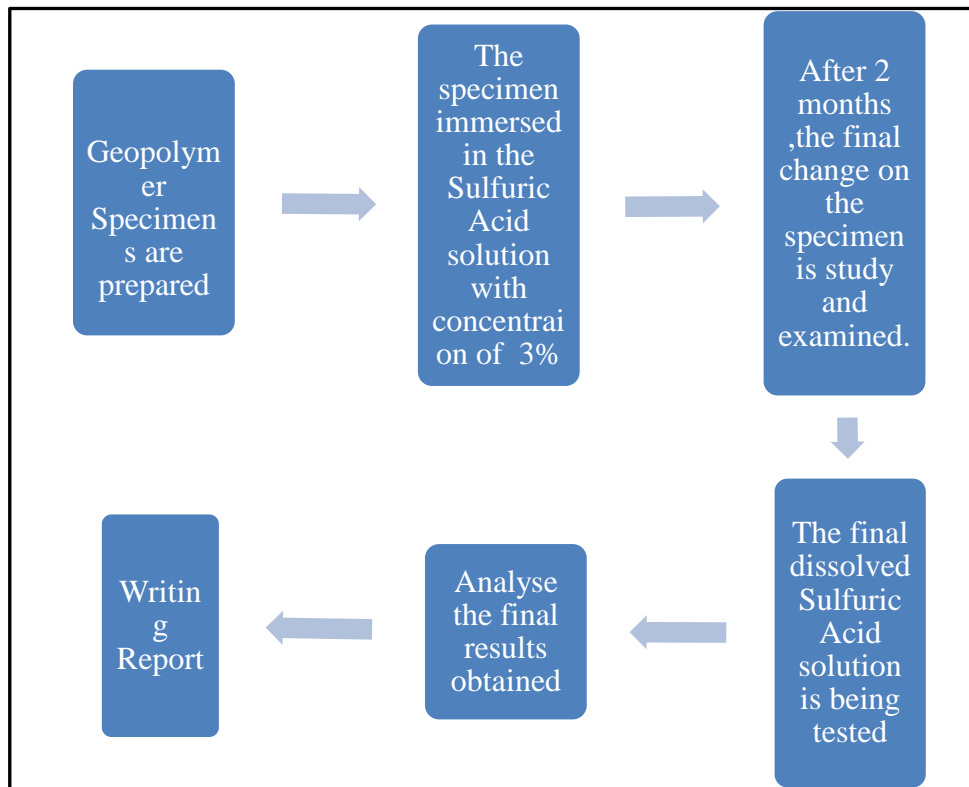 Geopolym
er
Specimen
s are
prepared
The
specimen
immersed
in the
Sulfuric
Acid
solution
with
concentrai
on of 3%
After 2
months
,the final
change on
the
specimen
is study
and
examined.
The final
dissolved
Sulfuric
Acid
solution
is being
tested
Analyse
the final
results
obtained
Writin
g
Report